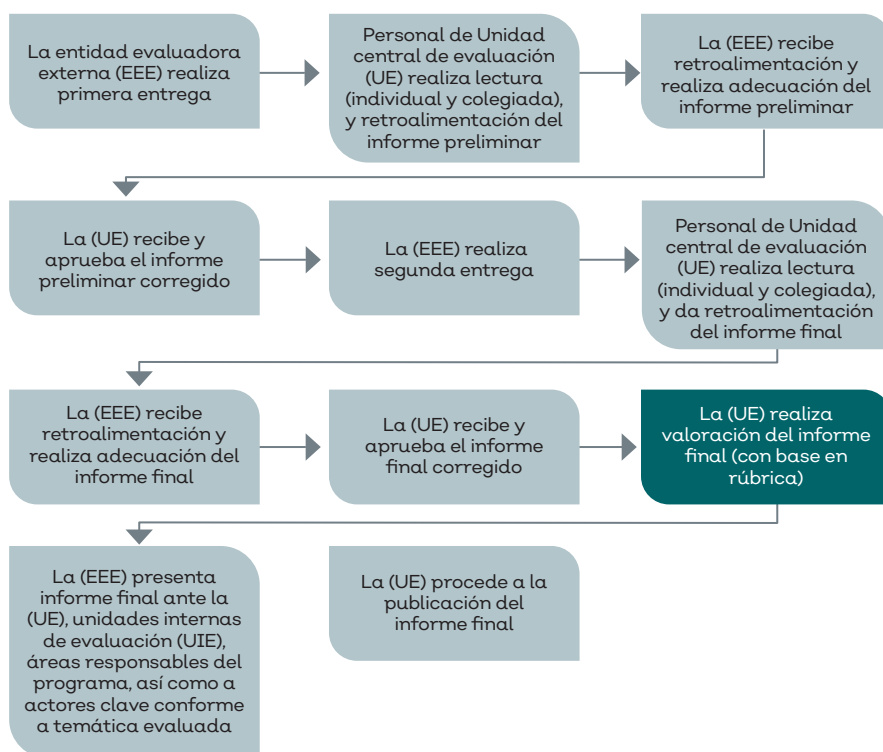 La entidad evaluadora
externa (EEE) realiza
primera entrega
Personal de Unidad
central de evaluación
(UE) realiza lectura
(individual y colegiada),
y retroalimentación del
informe preliminar
La (EEE) recibe
retroalimentación y
realiza adecuación del
informe preliminar
La (UE) recibe y
aprueba el informe
preliminar corregido
La (EEE) realiza
segunda entrega
Personal de Unidad
central de evaluación
(UE) realiza lectura
(individual y colegiada),
y da retroalimentación
del informe final
La (EEE) recibe
retroalimentación y
realiza adecuación del
informe final
La (UE) recibe y
aprueba el informe
final corregido
La (UE) realiza
valoración del informe
final (con base en
rúbrica)
La (EEE) presenta
informe final ante la
(UE), unidades internas
de evaluación (UIE),
áreas responsables del
programa, así como a
actores clave conforme
a temática evaluada
La (UE) procede a la
publicación del
informe final